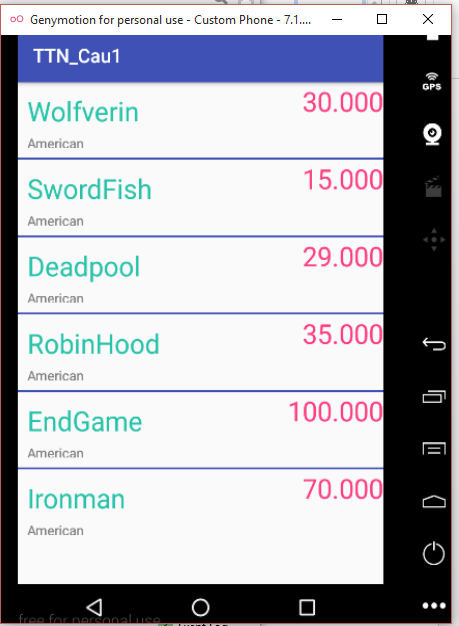 Genymotion for personal use - Custom Phone - 7.1....
TTN_Cau1
GPS
Wolfverin
30.000
American
SwordFish
15.000
American
Deadpool
29.000
American
RobinHood
35.000
American
EndGame
100.000
American
Ironman
70.000
American
free for personal use
Event Log